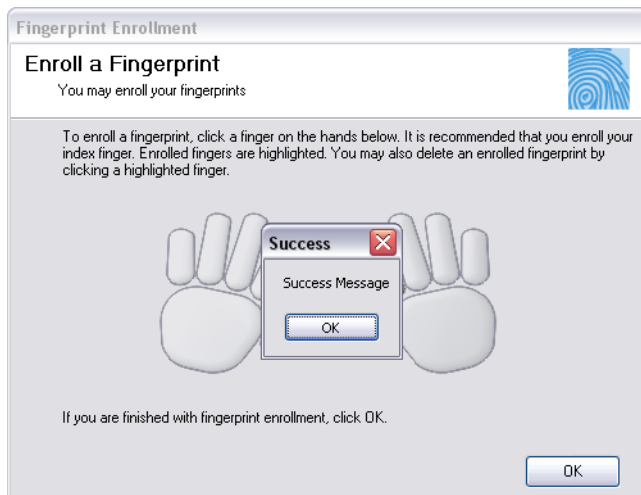 Fingerprint Enrollment
Enroll a Fingerprint
You may enroll your fingerprints
To enroll a fingerprint, click a finger on the hands below. It is recommended that you enroll your
index finger. Enrolled fingers are highlighted. You may also delete an enrolled fingerprint by
clicking a highlighted finger.
Success
Success Message
OK
If you are finished with fingerprint enrollment, click OK.
OK